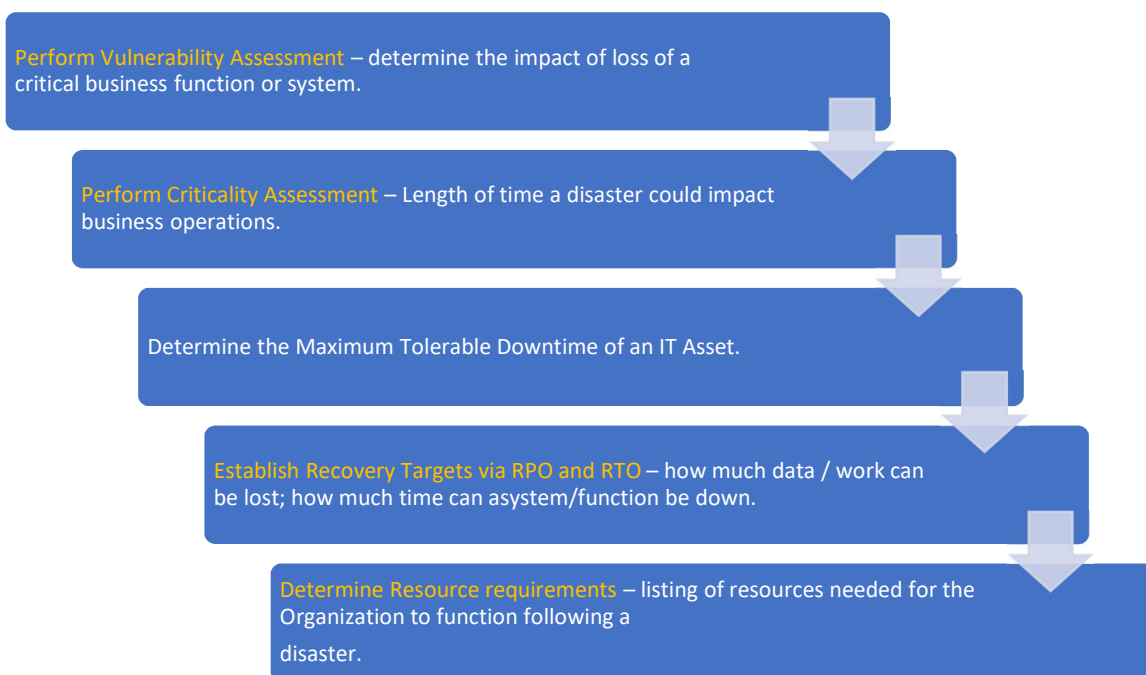 Perform Vulnerability Assessment – determine the impact of loss of a
critical business function or system.
Perform Criticality Assessment – Length of time a disaster could impact
business operations.
Determine the Maximum Tolerable Downtime of an IT Asset.
Establish Recovery Targets via RPO and RTO – how much data / work can
be lost; how much time can asystem/function be down.
Determine Resource requirements – listing of resources needed for the
Organization to function following a
disaster.